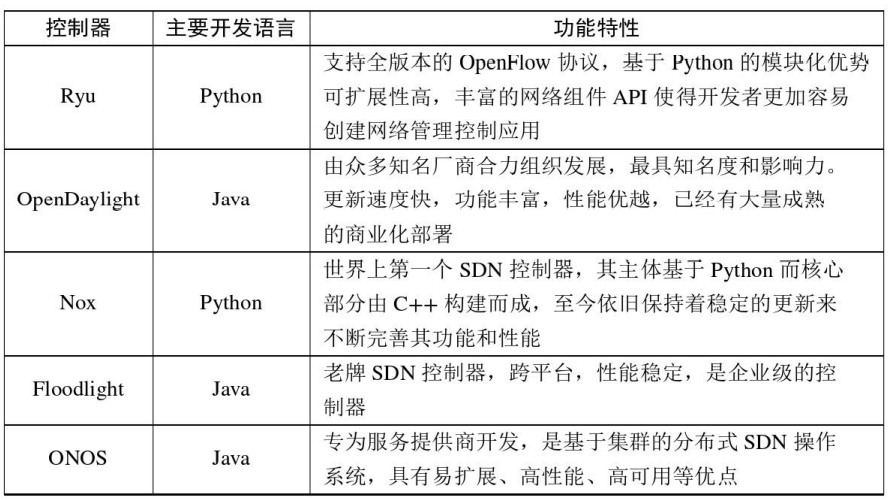 控制器 主要开发语言 功能特性
支持全版本的 OpenFlow 协议，基于 Python 的模块化优势
Ryu Python 可扩展性高，丰富的网络组件 API 使得开发者更加容易
创建网络管理控制应用
由众多知名厂商合力组织发展，最具知名度和影响力。
OpenDaylight Java 更新速度快，功能丰富，性能优越，已经有大量成熟
的商业化部署
世界上第一个 SDN 控制器，其主体基于 Python 而核心
Nox Python 部分由 C++ 构建而成，至今依旧保持着稳定的更新来
不断完善其功能和性能
Floodlight Java 老牌 SDN 控制器，跨平台，性能稳定，是企业级的控
制器
ONOS Java 专为服务提供商开发，是基于集群的分布式 SDN 操作
系统，具有易扩展、高性能、高可用等优点